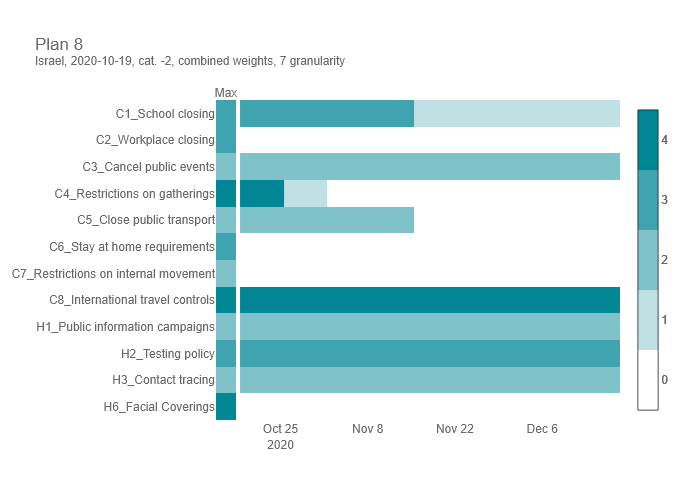 Plan 8
Israel, 2020-10-19, cat. -2, combined weights, 7 granularity
Max
C1_School closing
C2_Workplace closing
C3_Cancel public events
C4_Restrictions on gatherings
C5_Close public transport
C6_Stay at home requirements
C7_Restrictions on internal movement
C8_International travel controls
H1_Public information campaigns
H2_Testing policy
H3_Contact tracing
H6_Facial Coverings
Oct 25 Nov 8 Nov 22 Dec 6
2020
4
3
2
1
0